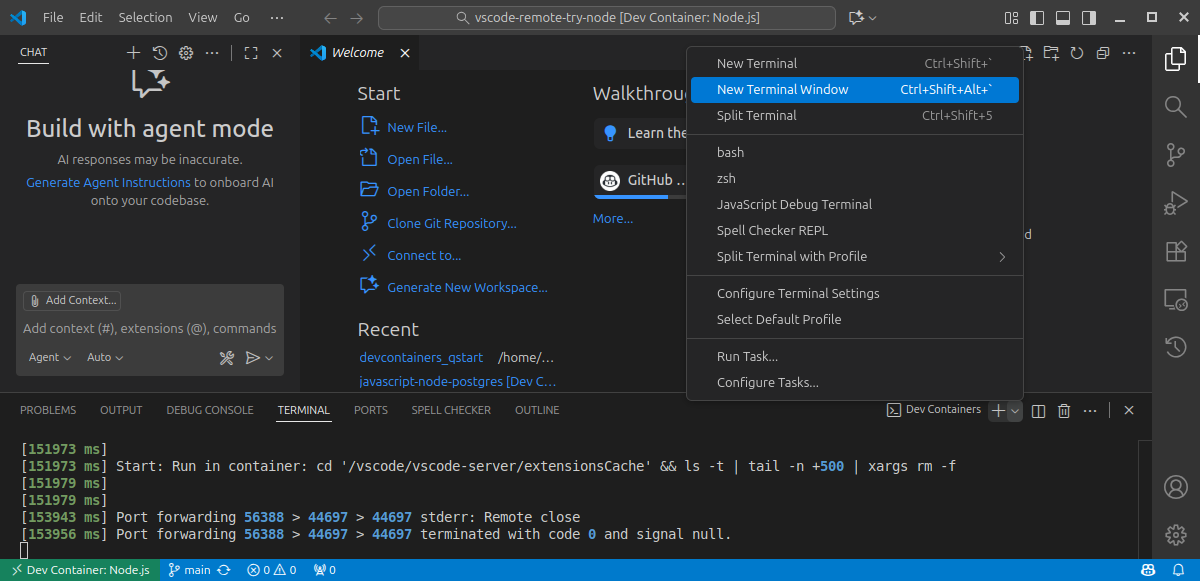 File Edit Selection View Go ···
vscode-remote-try-node [Dev Container: Node.js]
CHAT
Build with agent mode
AI responses may be inaccurate.
Generate Agent Instructions to onboard AI
onto your codebase.
Add Context...
Add context (#), extensions (@), commands
Agent Auto
Welcome
Start
New File...
Open File...
Open Folder...
Clone Git Repository...
Connect to...
Generate New Workspace...
Recent
devcontainers_qstart /home/...
javascript-node-postgres [Dev C...
Walkthrou
Learn the
GitHub ...
More...
d
New Terminal Ctrl+Shift+`
New Terminal Window Ctrl+Shift+Alt+`
Split Terminal Ctrl+Shift+5
bash
zsh
JavaScript Debug Terminal
Spell Checker REPL
Split Terminal with Profile
Configure Terminal Settings
Select Default Profile
Run Task...
Configure Tasks...
PROBLEMS OUTPUT DEBUG CONSOLE TERMINAL PORTS SPELL CHECKER OUTLINE
Dev Containers
[151973 ms]
[151973 ms] Start: Run in container: cd '/vscode/vscode-server/extensionsCache' && ls -t | tail -n +500 | xargs rm -f
[151979 ms]
[151979 ms]
[153943 ms] Port forwarding 56388 > 44697 > 44697 stderr: Remote close
[153956 ms] Port forwarding 56388 > 44697 > 44697 terminated with code 0 and signal null.
Dev Container: Node.js main 0 0 0